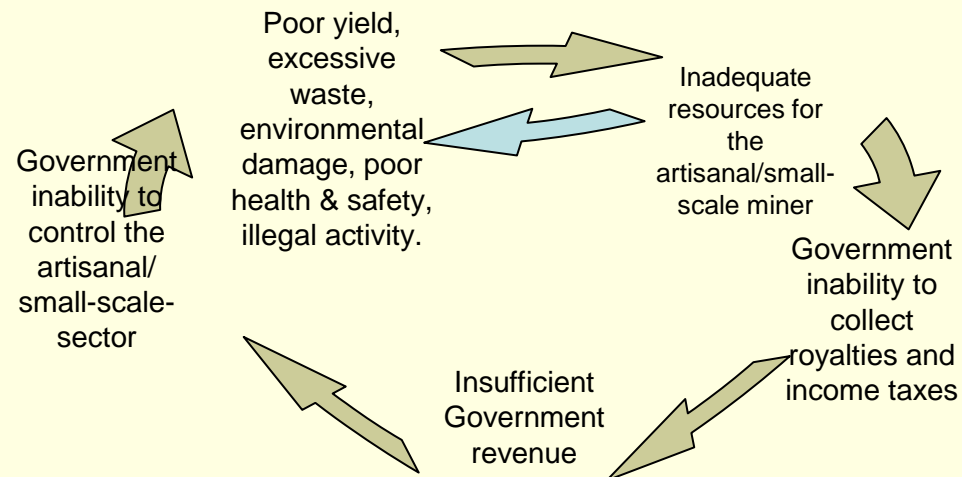 Poor yield,
excessive
waste,
environmental
damage, poor
health & safety,
illegal activity.
Inadequate
resources for
the
artisanal/small-
scale miner
Government
inability to
collect
royalties and
income taxes
Insufficient
Government
revenue
Government
inability to
control the
artisanal/
small-scale-
sector